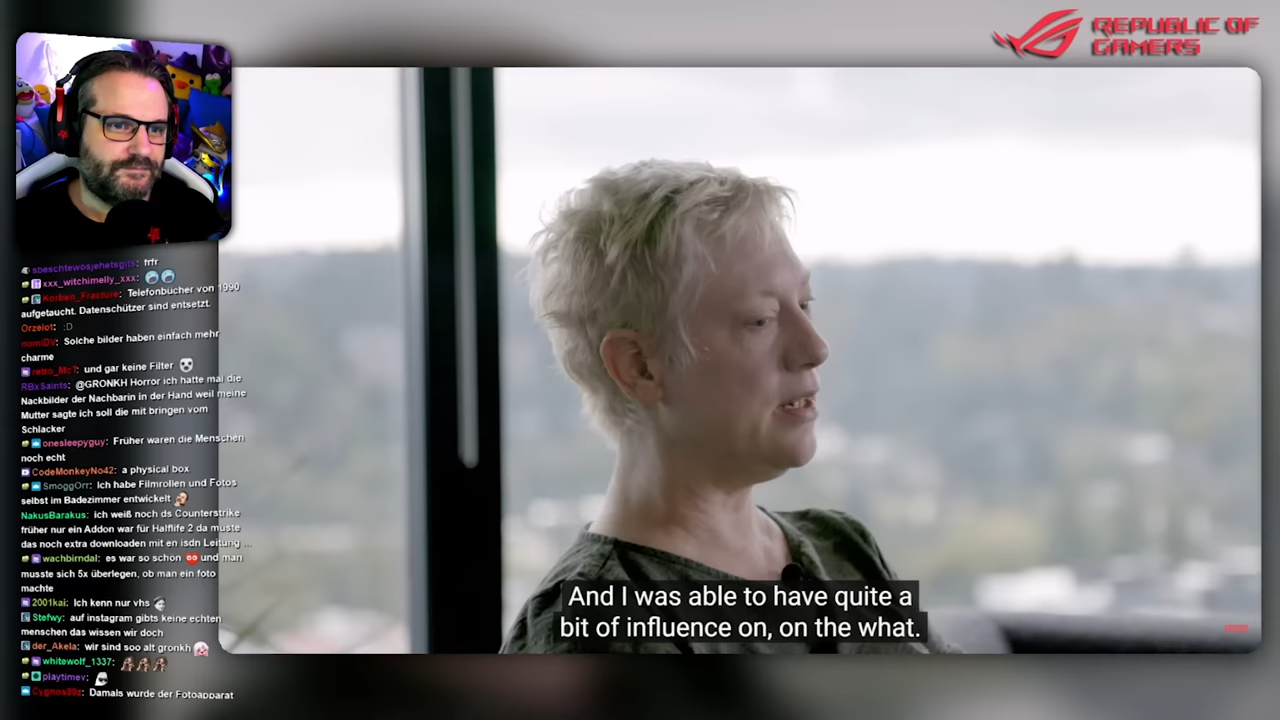 REPUBLIC OF
GAMERS
sbeschtewosjehetsgits: frfr
xxx_witchimelly_xxx:
Korben_Fracture: Telefonbücher von 1990
aufgetaucht. Datenschützer sind entsetzt.
Orzelot: :D
nomiDV: Solche bilder haben einfach mehr
charme
retro_McT: und gar keine Filter
RBxSaints: @GRONKH Horror ich hatte mal die
Nackbilder der Nachbarin in der Hand weil meine
Mutter sagte ich soll die mit bringen vom
Schlacker
onesleepyguy: Früher waren die Menschen
noch echt
CodeMonkeyNo42: a physical box
SmoggOrr: Ich habe Filmrollen und Fotos
selbst im Badezimmer entwickelt
NakusBarakus: ich weiß noch ds Counterstrike
früher nur ein Addon war für Halflife 2 da muste
das noch extra downloaden mit en isdn Leitung ...
wachbirndal: es war so schön und man
musste sich 5x überlegen, ob man ein foto
machte
2001kai: Ich kenn nur vhs
Stefwy: auf instagram gibts keine echten
menschen das wissen wir doch
der_Akela: wir sind soo alt gronkh
whitewolf_1337:
playtimev:
Cygnos89z: Damals wurde der Fotoapparat
And I was able to have quite a
bit of influence on, on the what.